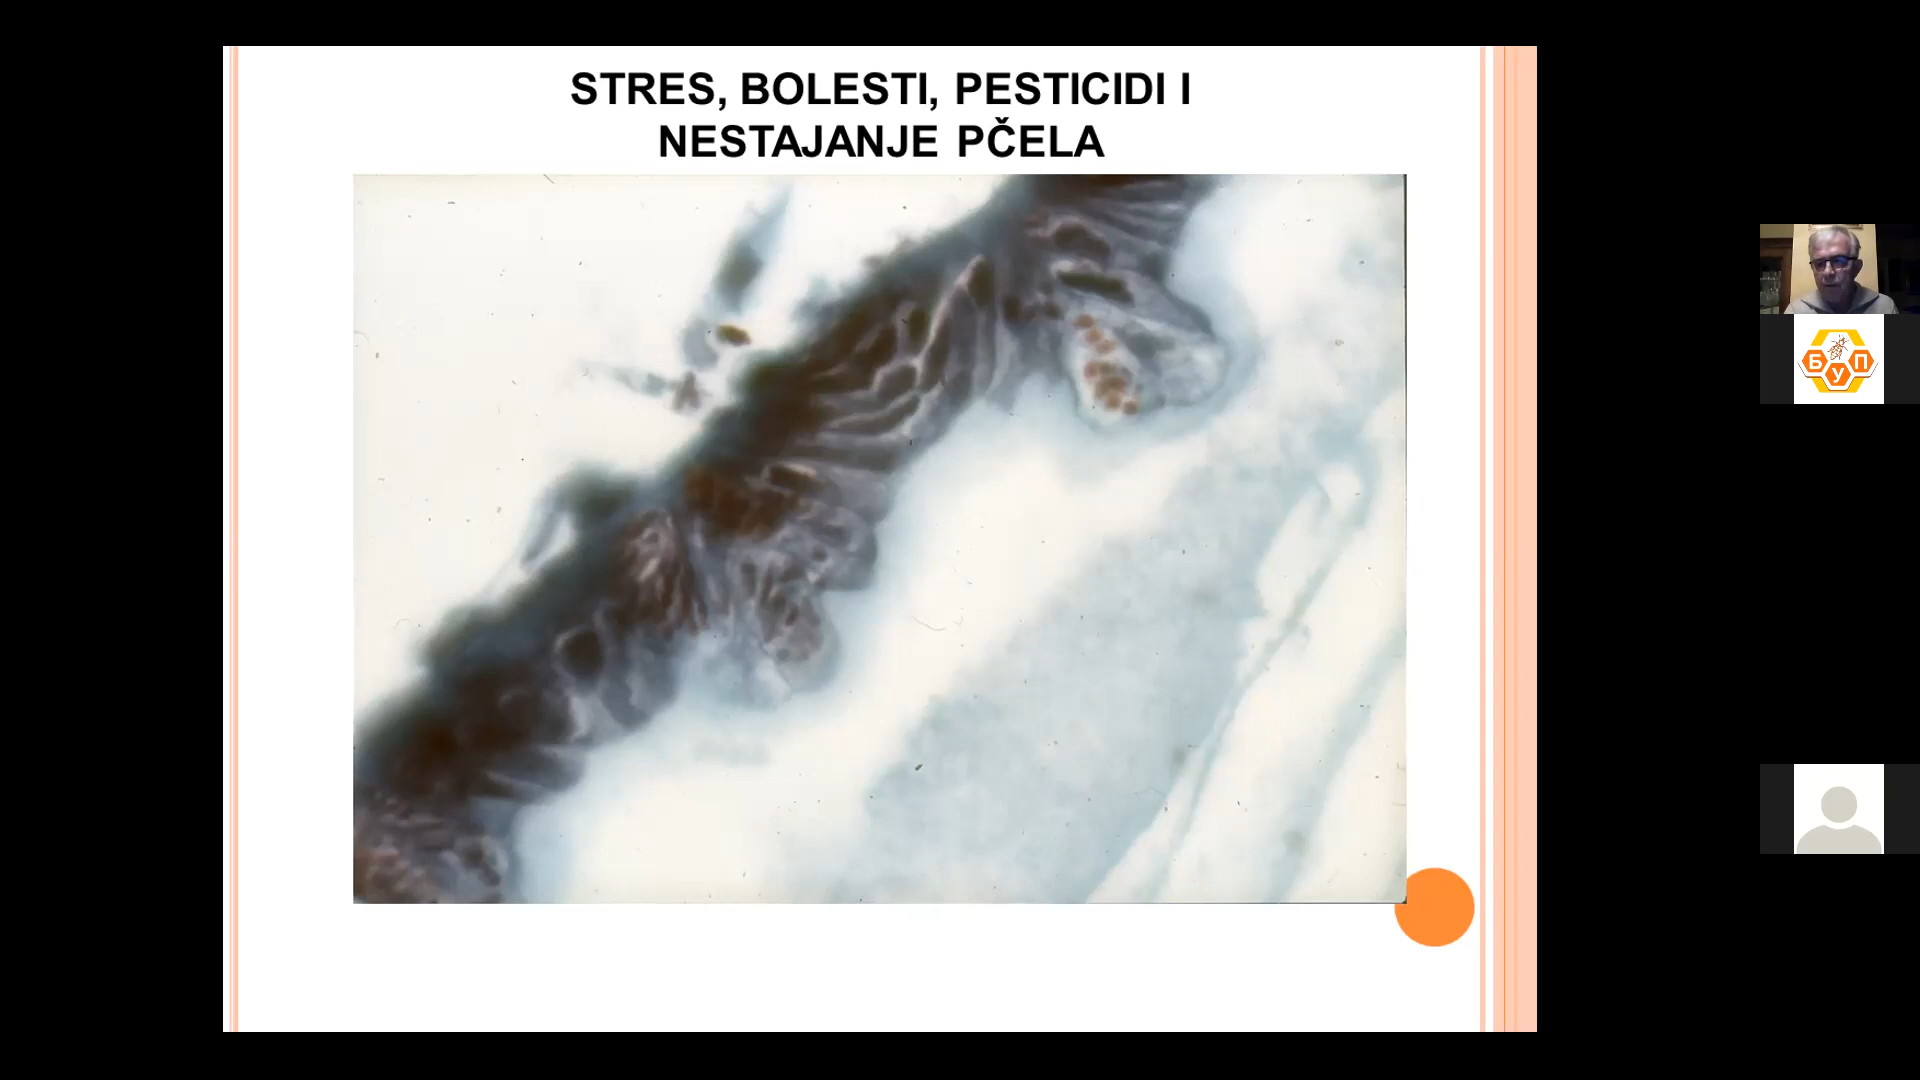 STRES, BOLESTI, PESTICIDI I
NESTAJANJE PČELA
Б У П